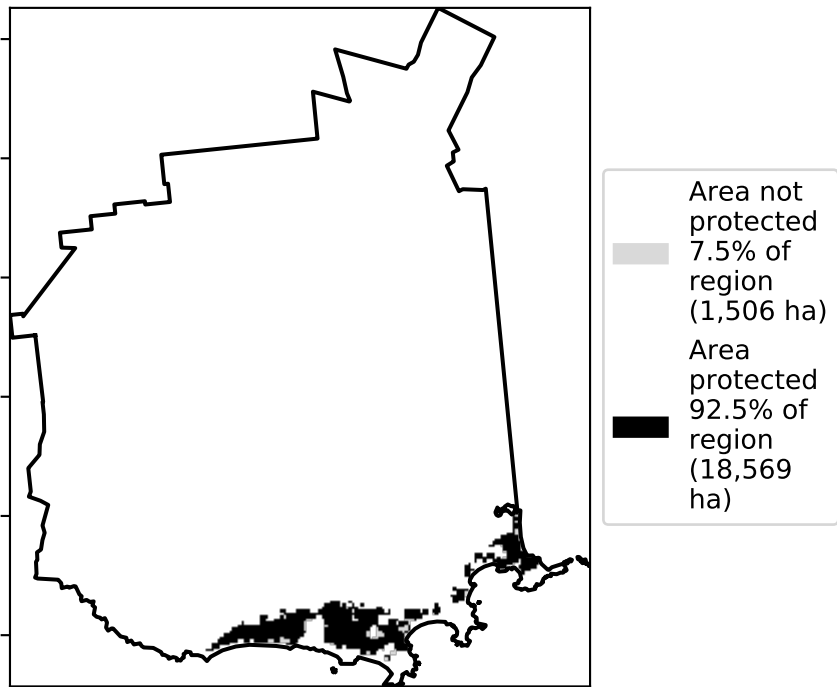 Area not
protected
7.5% of
region
(1,506 ha)
Area
protected
92.5% of
region
(18,569
ha)